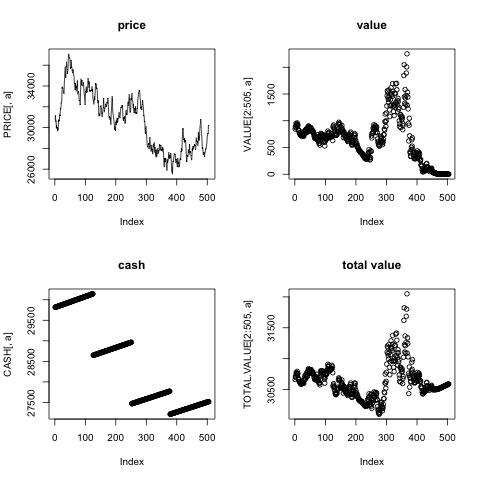 price
PRICE[, a]
26000 30000 34000
0 100 200 300 400 500
Index
value
VALUE[2:505, a]
0 500 1500
0 100 200 300 400 500
Index
cash
CASH[, a]
27500 28500 29500
0 100 200 300 400 500
Index
total value
TOTAL.VALUE[2:505, a]
30500 31500
0 100 200 300 400 500
Index